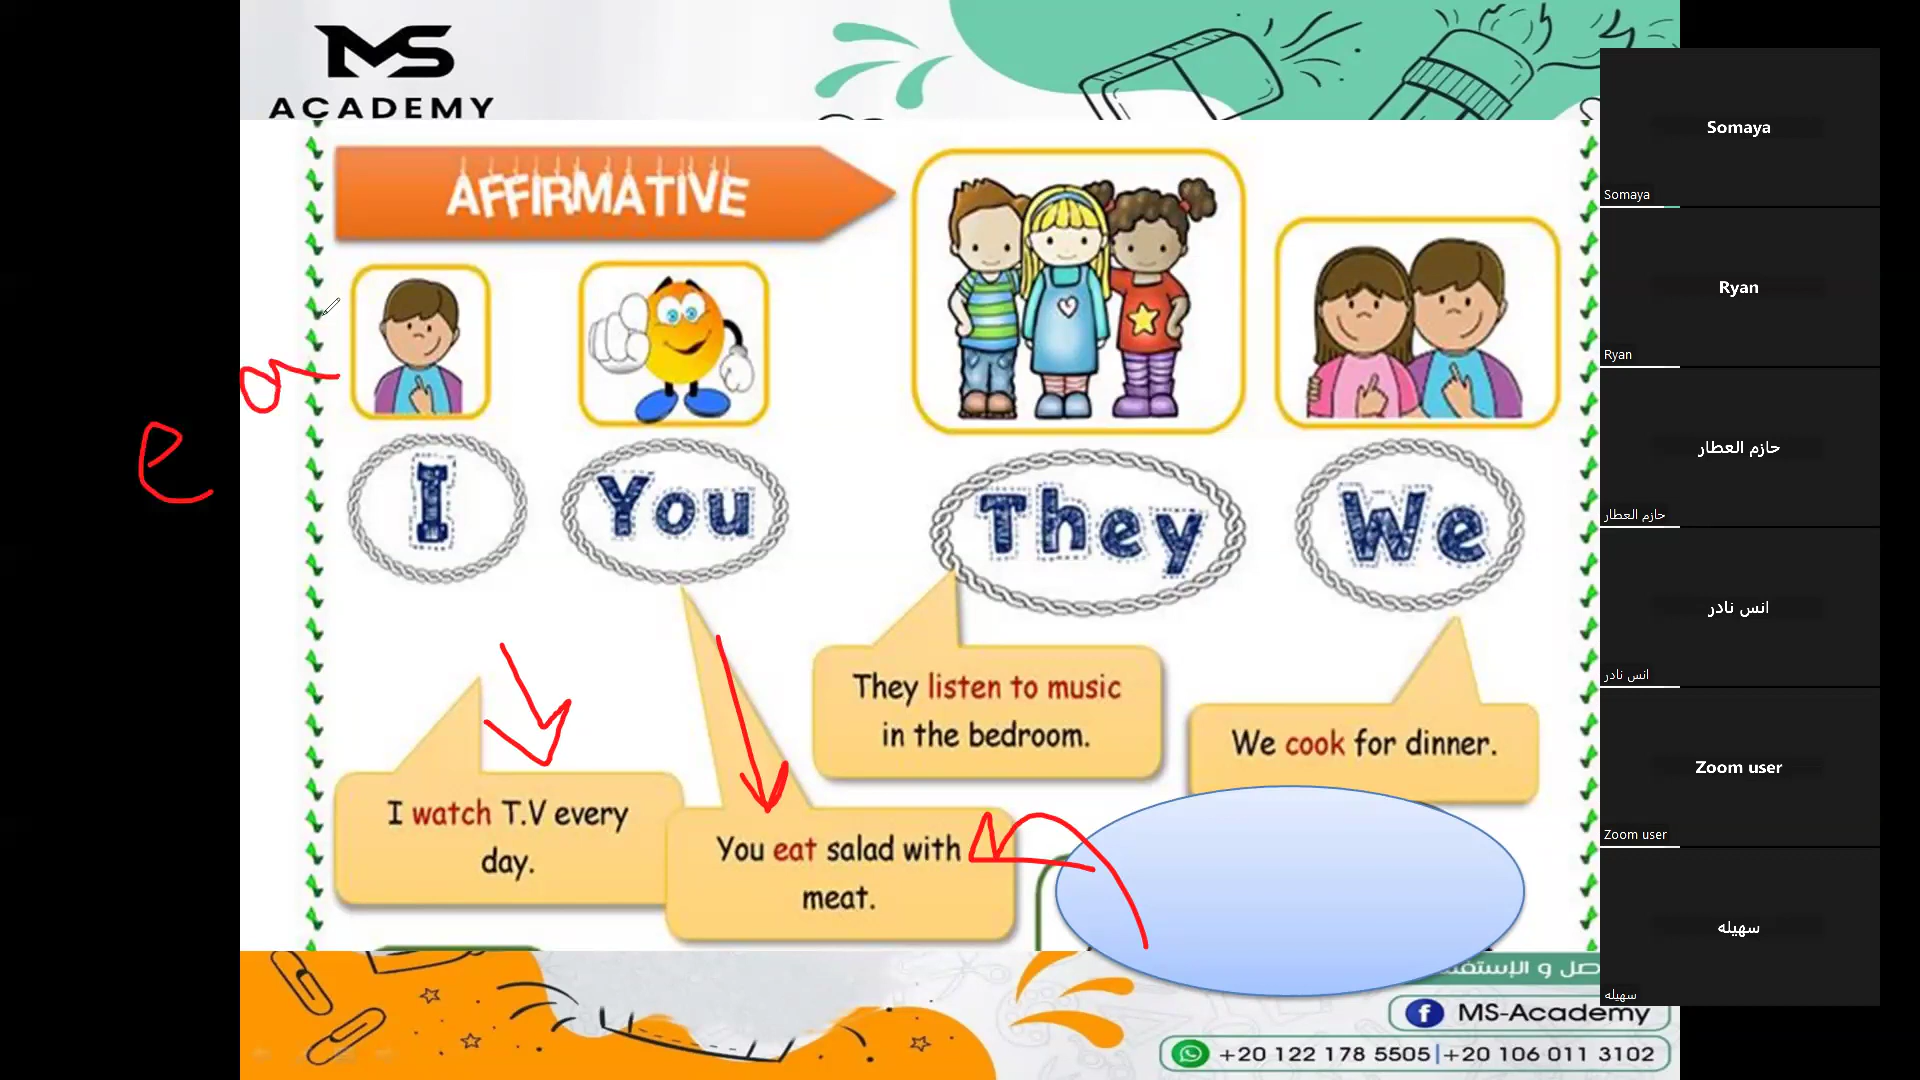 MS
ACADEMY
AFFIRMATIVE
I
You
They
We
e
a
They listen to music
in the bedroom.
We cook for dinner.
I watch T.V every
day.
You eat salad with
meat.
MS-Academy
+20 122 178 5505 | +20 106 011 3102
Somaya
Somaya
Ryan
Ryan
حازم العطار
حازم العطار
انس نادر
انس نادر
Zoom user
Zoom user
سهيله
سهيله